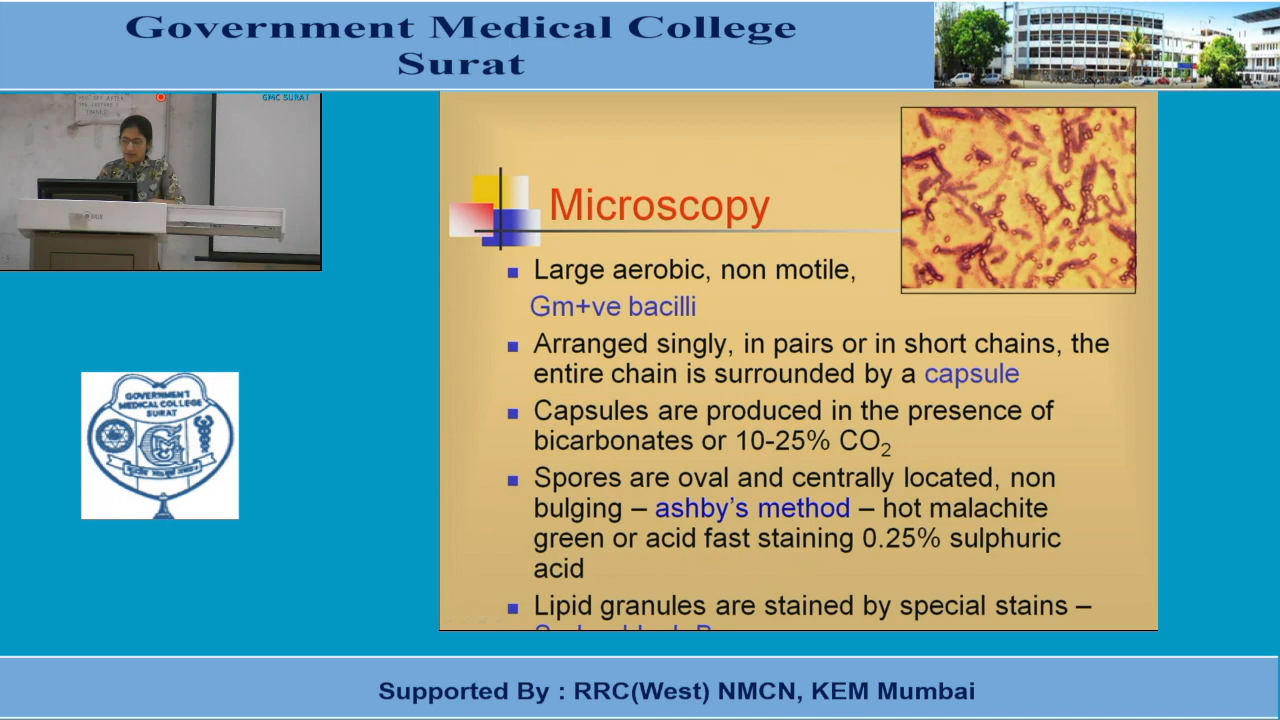 Government Medical College
Surat
GMC SURAT
GOVERNMENT
MEDICAL COLLEGE
SURAT
Microscopy
Large aerobic, non motile,
Gm+ve bacilli
Arranged singly, in pairs or in short chains, the
entire chain is surrounded by a capsule
Capsules are produced in the presence of
bicarbonates or 10-25% CO2
Spores are oval and centrally located, non
bulging – ashby's method – hot malachite
green or acid fast staining 0.25% sulphuric
acid
Lipid granules are stained by special stains –
Supported By : RRC(West) NMCN, KEM Mumbai